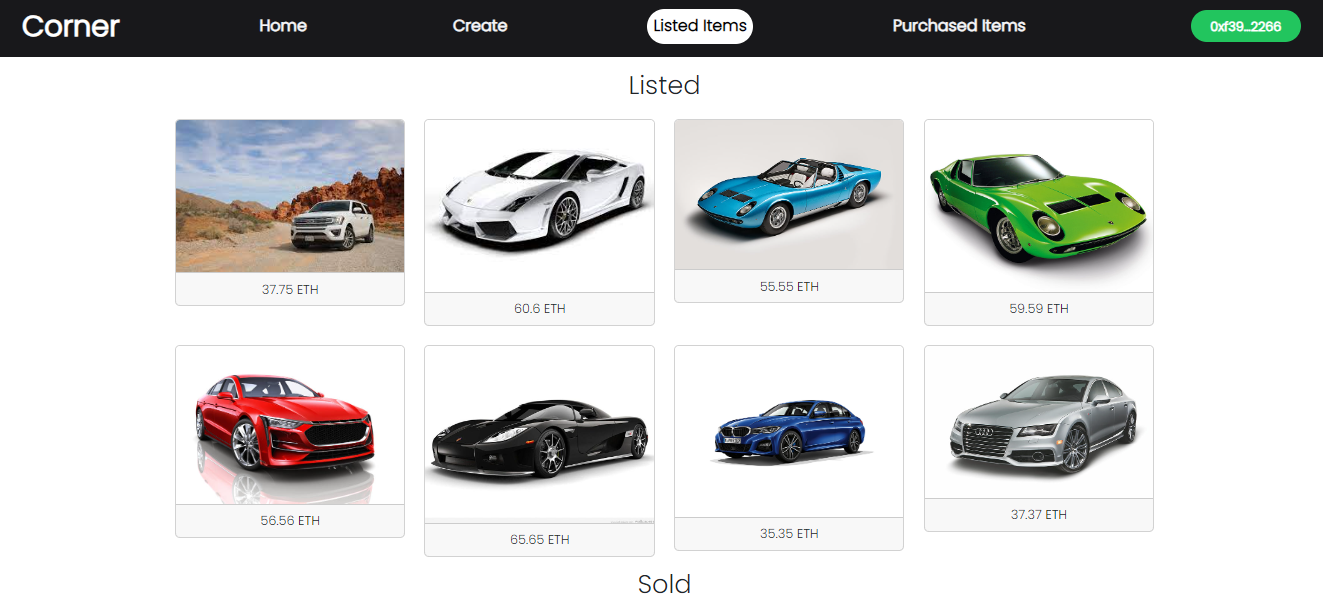 Corner Home Create Listed Items Purchased Items 0xf39...2266
Listed
37.75 ETH
60.6 ETH
55.55 ETH
59.59 ETH
56.56 ETH
65.65 ETH
35.35 ETH
37.37 ETH
Sold